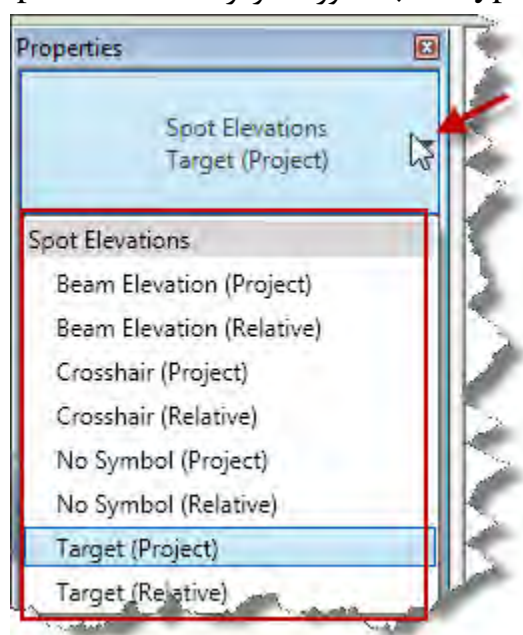 Properties
Spot Elevations
Target (Project)
Spot Elevations
Beam Elevation (Project)
Beam Elevation (Relative)
Crosshair (Project)
Crosshair (Relative)
No Symbol (Project)
No Symbol (Relative)
Target (Project)
Target (Relative)